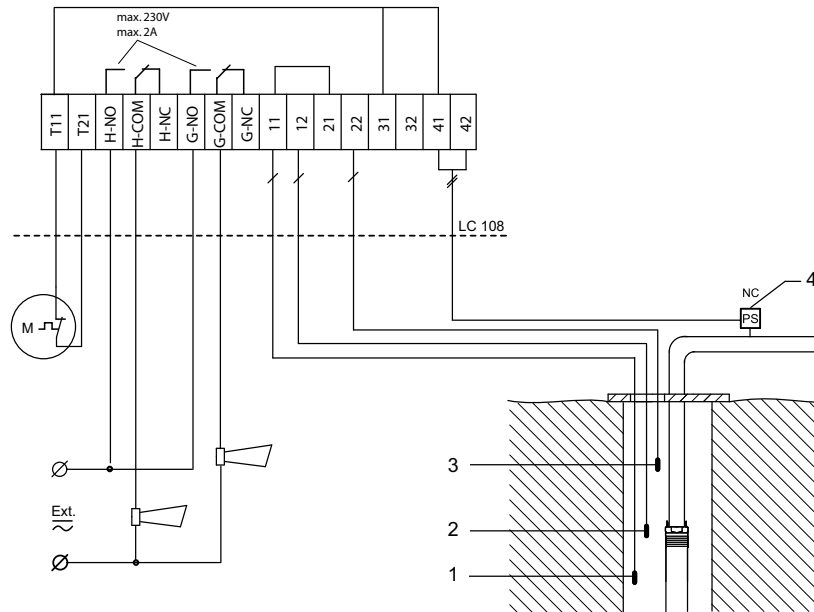 max. 230V
max. 2A
T11
T21
H-NO
H-COM
H-NC
G-NO
G-COM
G-NC
11
12
21
22
31
32
41
42
LC 108
M
NC
4
PS
3
2
1
Ext.